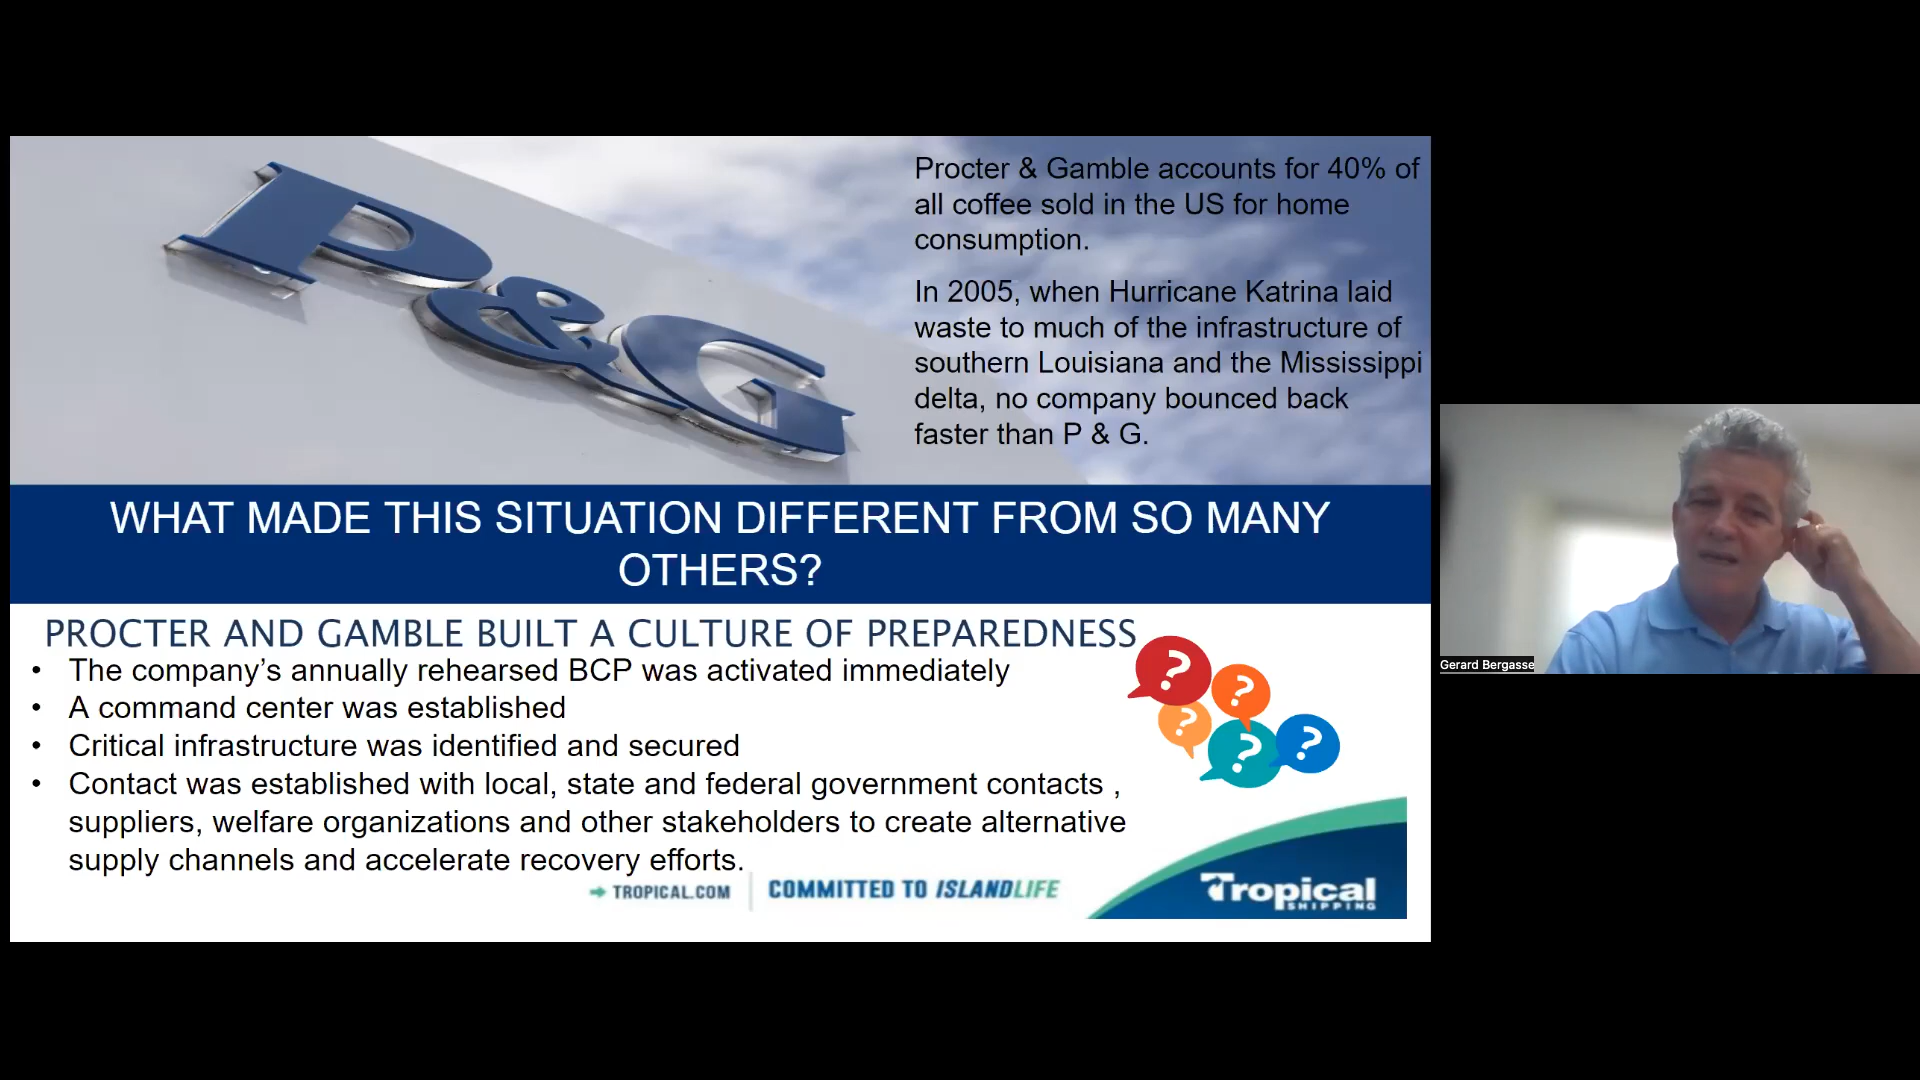 P&G
Procter & Gamble accounts for 40% of
all coffee sold in the US for home
consumption.
In 2005, when Hurricane Katrina laid
waste to much of the infrastructure of
southern Louisiana and the Mississippi
delta, no company bounced back
faster than P & G.
WHAT MADE THIS SITUATION DIFFERENT FROM SO MANY
OTHERS?
PROCTER AND GAMBLE BUILT A CULTURE OF PREPAREDNESS
• The company’s annually rehearsed BCP was activated immediately
• A command center was established
• Critical infrastructure was identified and secured
• Contact was established with local, state and federal government contacts ,
suppliers, welfare organizations and other stakeholders to create alternative
supply channels and accelerate recovery efforts.
? ? ? ? ?
TROPICAL.COM
COMMITTED TO ISLANDLIFE
Tropical
SHIPPING
Gerard Bergasse